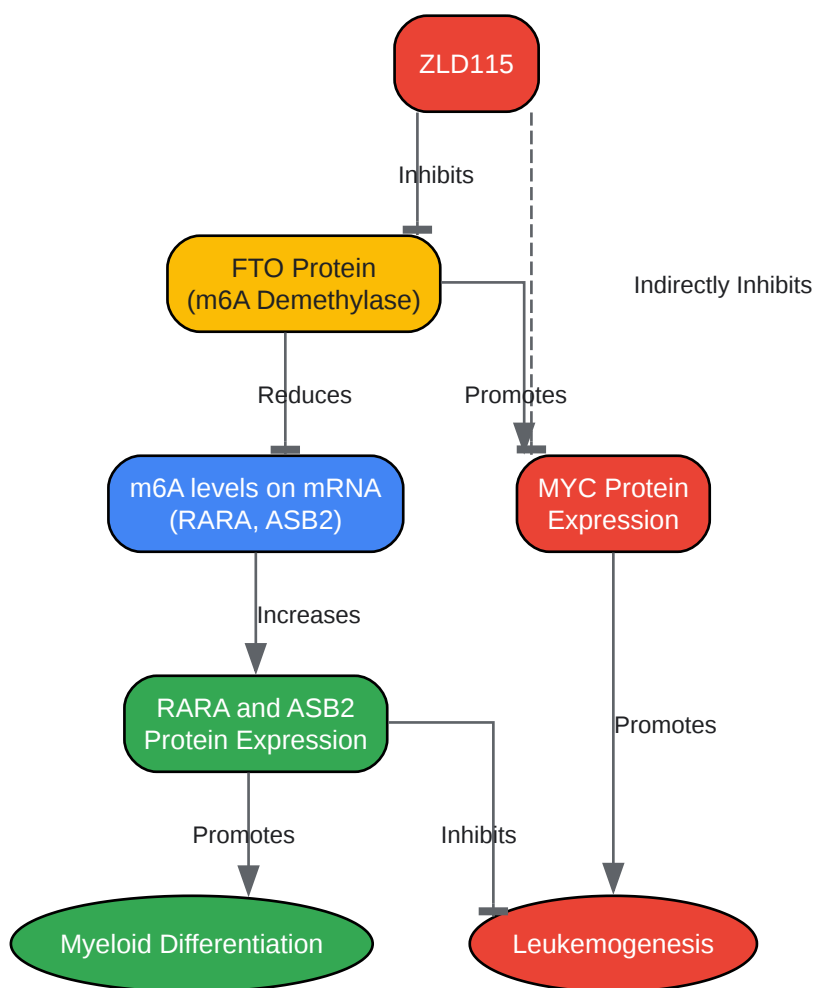 ZLD115
Inhibits
FTO Protein
(m6A Demethylase)
Indirectly Inhibits
Reduces
Promotes
m6A levels on mRNA
(RARA, ASB2)
MYC Protein
Expression
Increases
RARA and ASB2
Protein Expression
Promotes
Promotes
Inhibits
Myeloid Differentiation
Leukemogenesis